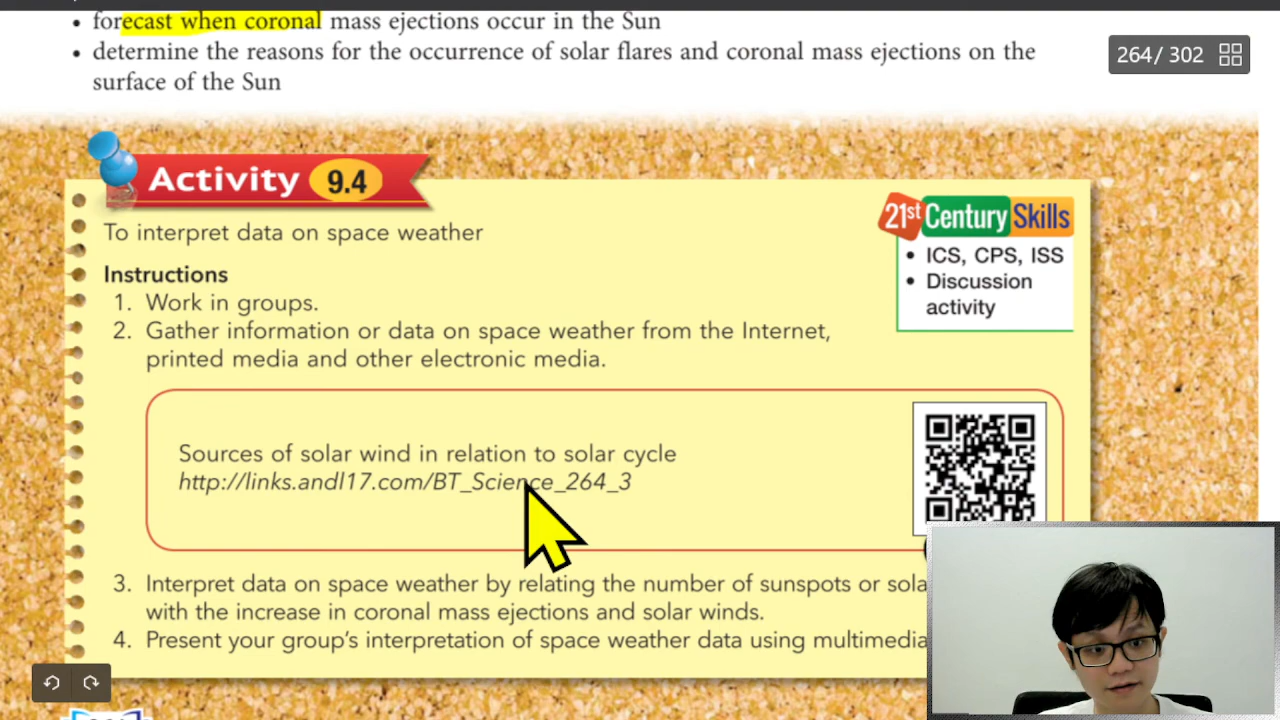 • forecast when coronal mass ejections occur in the Sun
• determine the reasons for the occurrence of solar flares and coronal mass ejections on the
surface of the Sun
264 / 302
Activity 9.4
21st Century Skills
• ICS, CPS, ISS
• Discussion
activity
To interpret data on space weather
Instructions
1. Work in groups.
2. Gather information or data on space weather from the Internet,
printed media and other electronic media.
Sources of solar wind in relation to solar cycle
http://links.andl17.com/BT_Science_264_3
3. Interpret data on space weather by relating the number of sunspots or
with the increase in coronal mass ejections and solar winds.
4. Present your group's interpretation of space weather data using multimedia